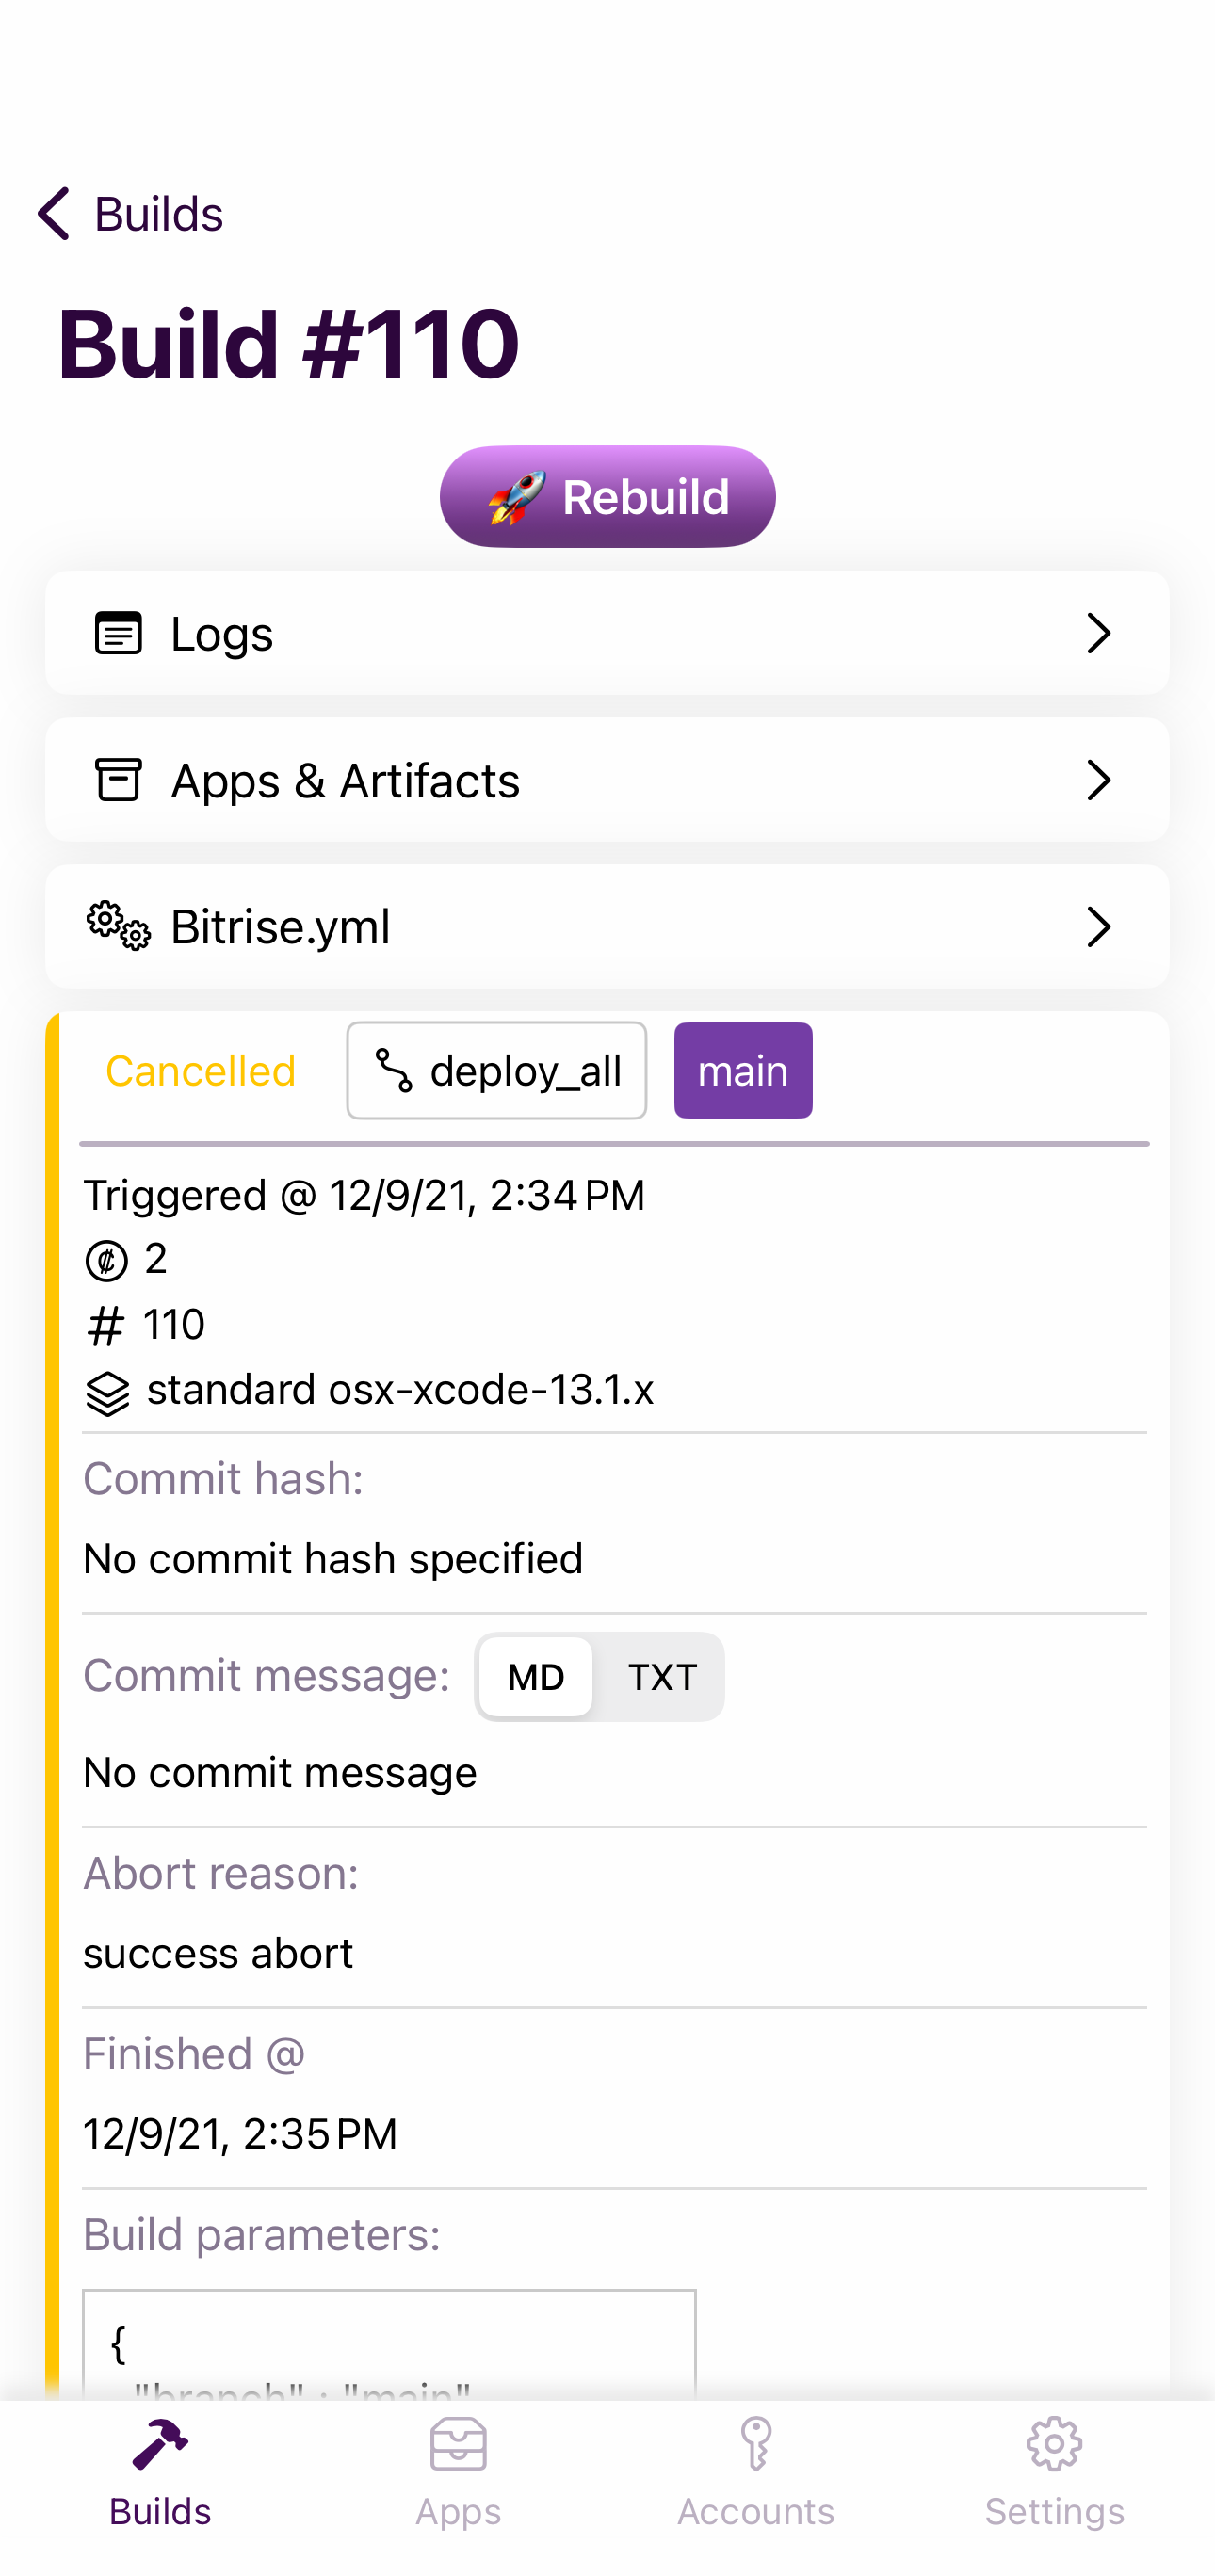 Builds
Build #110
🚀 Rebuild
Logs
Apps & Artifacts
Bitrise.yml
Cancelled deploy_all main
Triggered @ 12/9/21, 2:34 PM
2
# 110
standard osx-xcode-13.1.x
Commit hash:
No commit hash specified
Commit message: MD TXT
No commit message
Abort reason:
success abort
Finished @
12/9/21, 2:35 PM
Build parameters:
{
"branch" : "main"
Builds Apps Accounts Settings